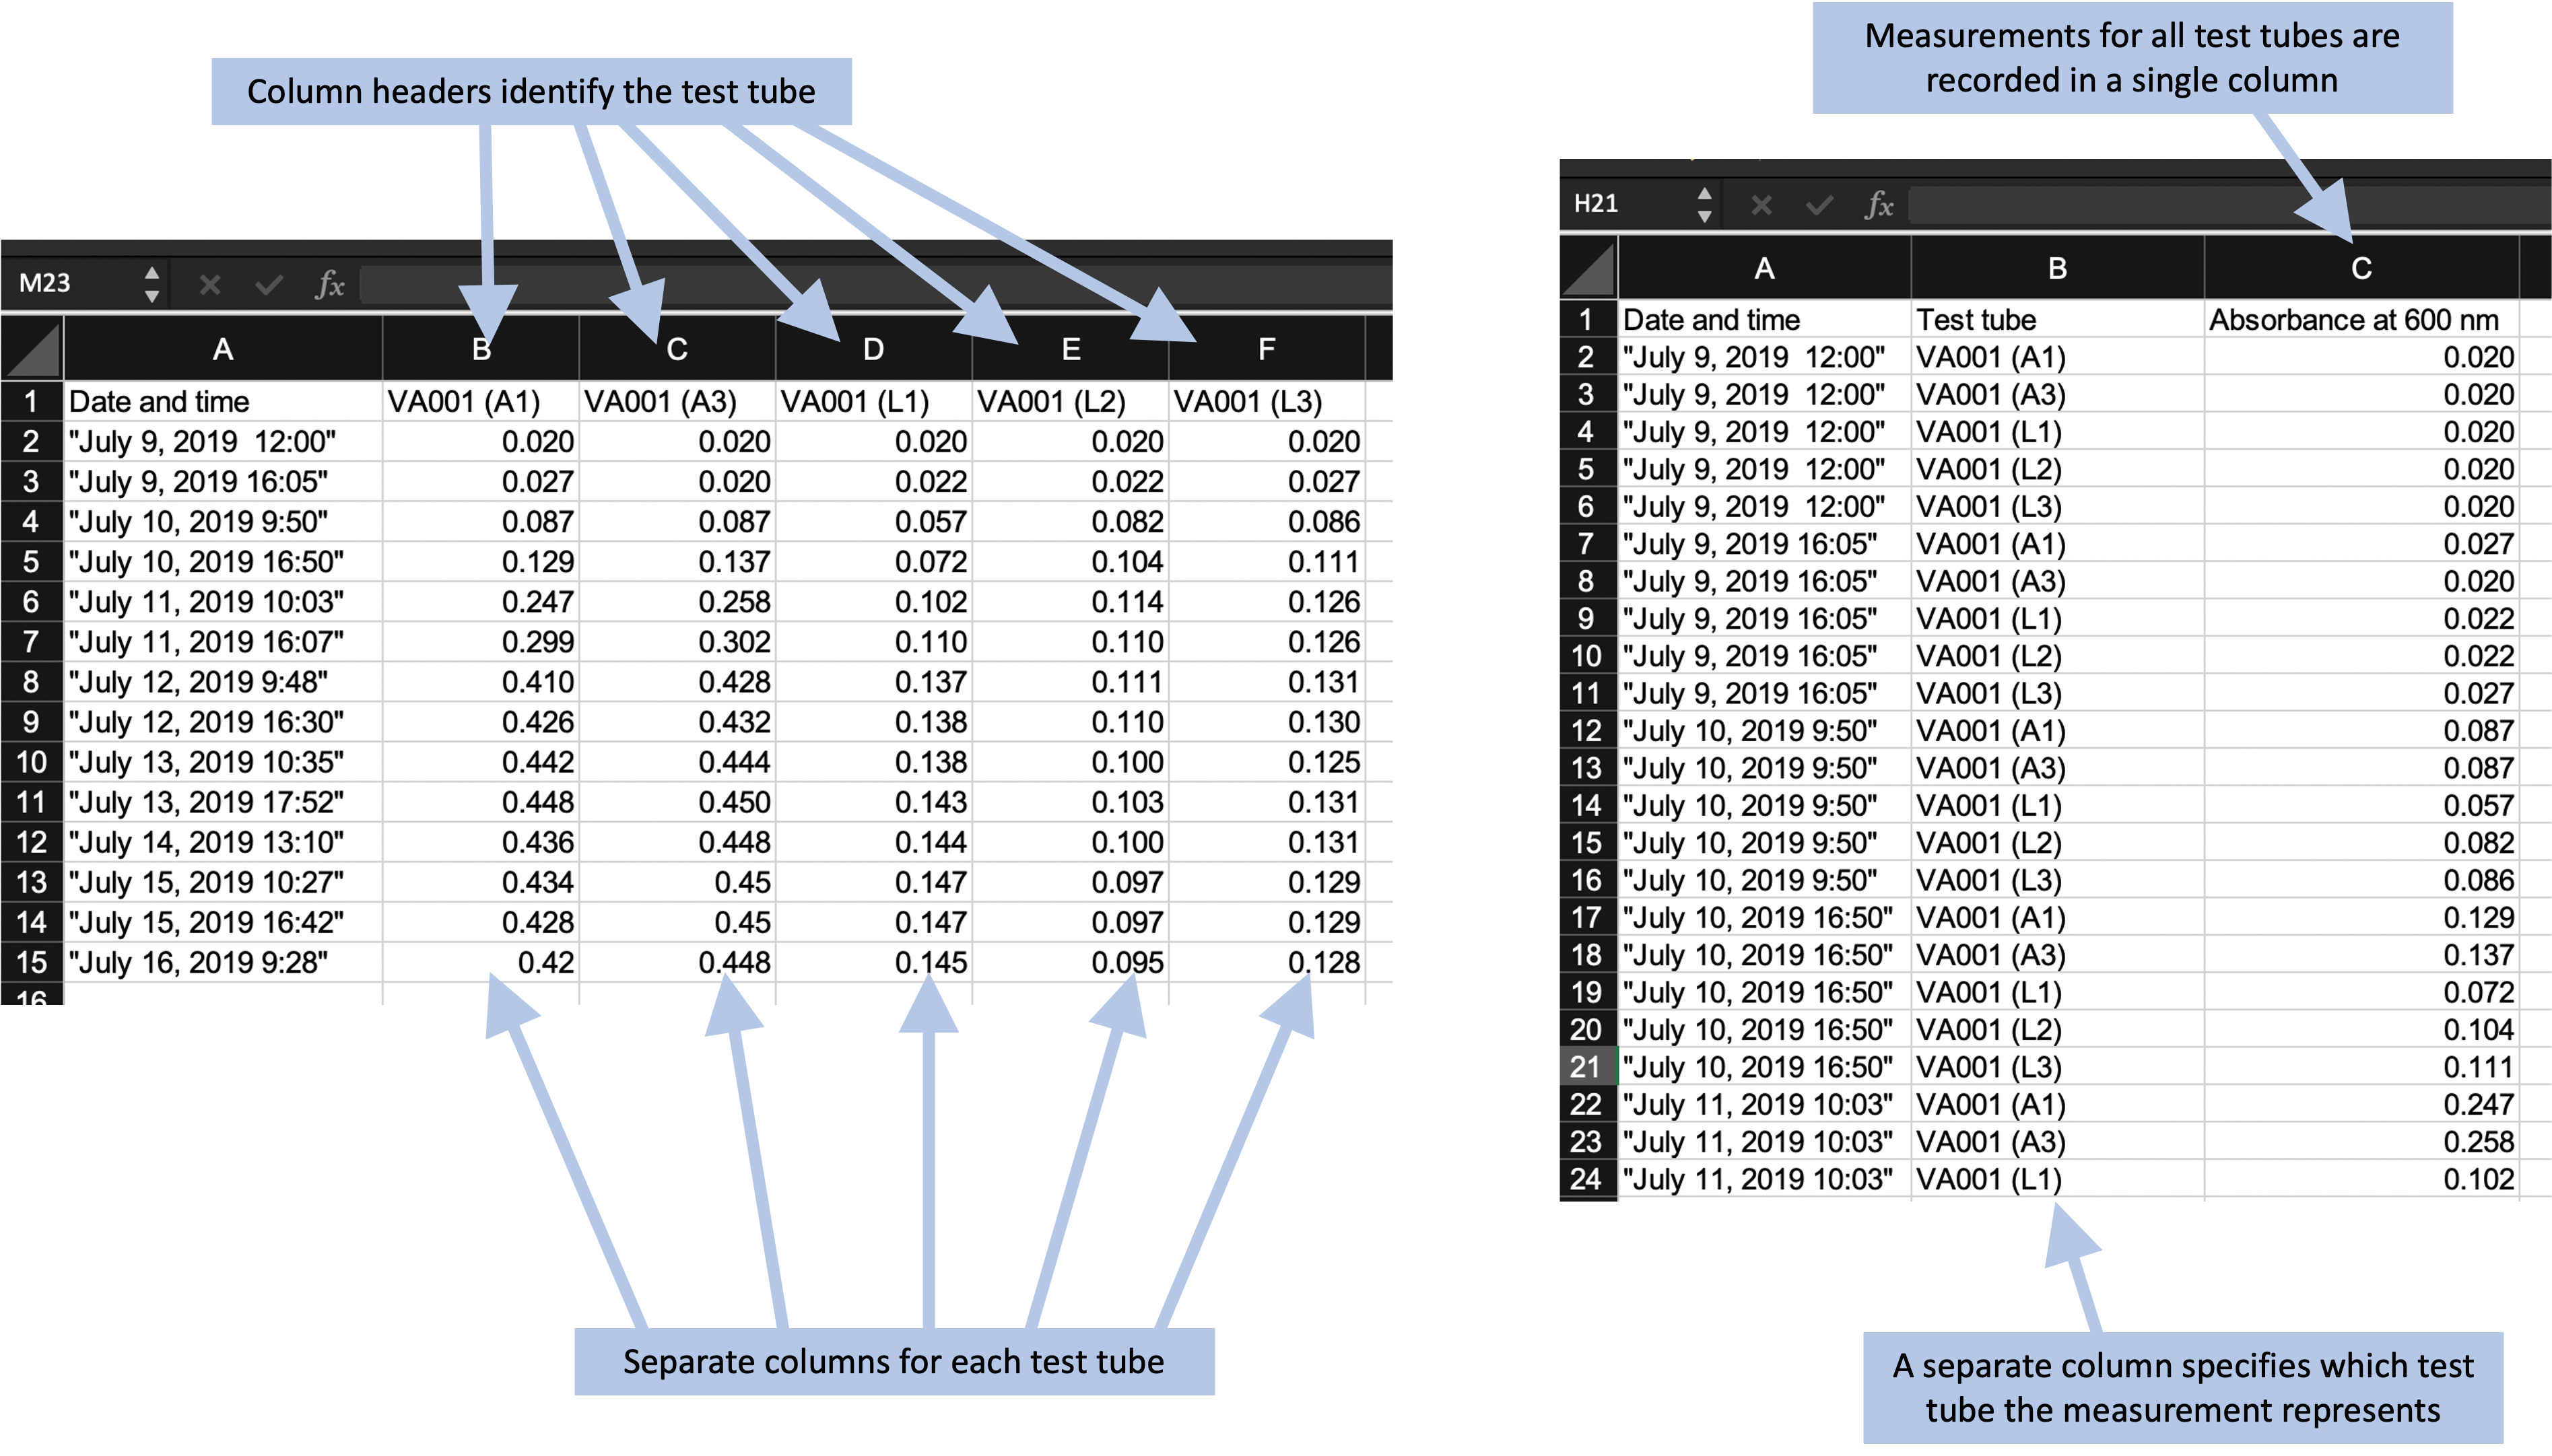 Column headers identify the test tube
M23 fx
A B C D E F
1 Date and time VA001 (A1) VA001 (A3) VA001 (L1) VA001 (L2) VA001 (L3)
2 "July 9, 2019  12:00" 0.020 0.020 0.020 0.020 0.020
3 "July 9, 2019 16:05" 0.027 0.020 0.022 0.022 0.027
4 "July 10, 2019 9:50" 0.087 0.087 0.057 0.082 0.086
5 "July 10, 2019 16:50" 0.129 0.137 0.072 0.104 0.111
6 "July 11, 2019 10:03" 0.247 0.258 0.102 0.114 0.126
7 "July 11, 2019 16:07" 0.299 0.302 0.110 0.110 0.126
8 "July 12, 2019 9:48" 0.410 0.428 0.137 0.111 0.131
9 "July 12, 2019 16:30" 0.426 0.432 0.138 0.110 0.130
10 "July 13, 2019 10:35" 0.442 0.444 0.138 0.100 0.125
11 "July 13, 2019 17:52" 0.448 0.450 0.143 0.103 0.131
12 "July 14, 2019 13:10" 0.436 0.448 0.144 0.100 0.131
13 "July 15, 2019 10:27" 0.434 0.45 0.147 0.097 0.129
14 "July 15, 2019 16:42" 0.428 0.45 0.147 0.097 0.129
15 "July 16, 2019 9:28" 0.42 0.448 0.145 0.095 0.128
16
Separate columns for each test tube
Measurements for all test tubes are
recorded in a single column
H21 fx
A B C
1 Date and time Test tube Absorbance at 600 nm
2 "July 9, 2019  12:00" VA001 (A1) 0.020
3 "July 9, 2019  12:00" VA001 (A3) 0.020
4 "July 9, 2019  12:00" VA001 (L1) 0.020
5 "July 9, 2019  12:00" VA001 (L2) 0.020
6 "July 9, 2019  12:00" VA001 (L3) 0.020
7 "July 9, 2019 16:05" VA001 (A1) 0.027
8 "July 9, 2019 16:05" VA001 (A3) 0.020
9 "July 9, 2019 16:05" VA001 (L1) 0.022
10 "July 9, 2019 16:05" VA001 (L2) 0.022
11 "July 9, 2019 16:05" VA001 (L3) 0.027
12 "July 10, 2019 9:50" VA001 (A1) 0.087
13 "July 10, 2019 9:50" VA001 (A3) 0.087
14 "July 10, 2019 9:50" VA001 (L1) 0.057
15 "July 10, 2019 9:50" VA001 (L2) 0.082
16 "July 10, 2019 9:50" VA001 (L3) 0.086
17 "July 10, 2019 16:50" VA001 (A1) 0.129
18 "July 10, 2019 16:50" VA001 (A3) 0.137
19 "July 10, 2019 16:50" VA001 (L1) 0.072
20 "July 10, 2019 16:50" VA001 (L2) 0.104
21 "July 10, 2019 16:50" VA001 (L3) 0.111
22 "July 11, 2019 10:03" VA001 (A1) 0.247
23 "July 11, 2019 10:03" VA001 (A3) 0.258
24 "July 11, 2019 10:03" VA001 (L1) 0.102
A separate column specifies which test
tube the measurement represents